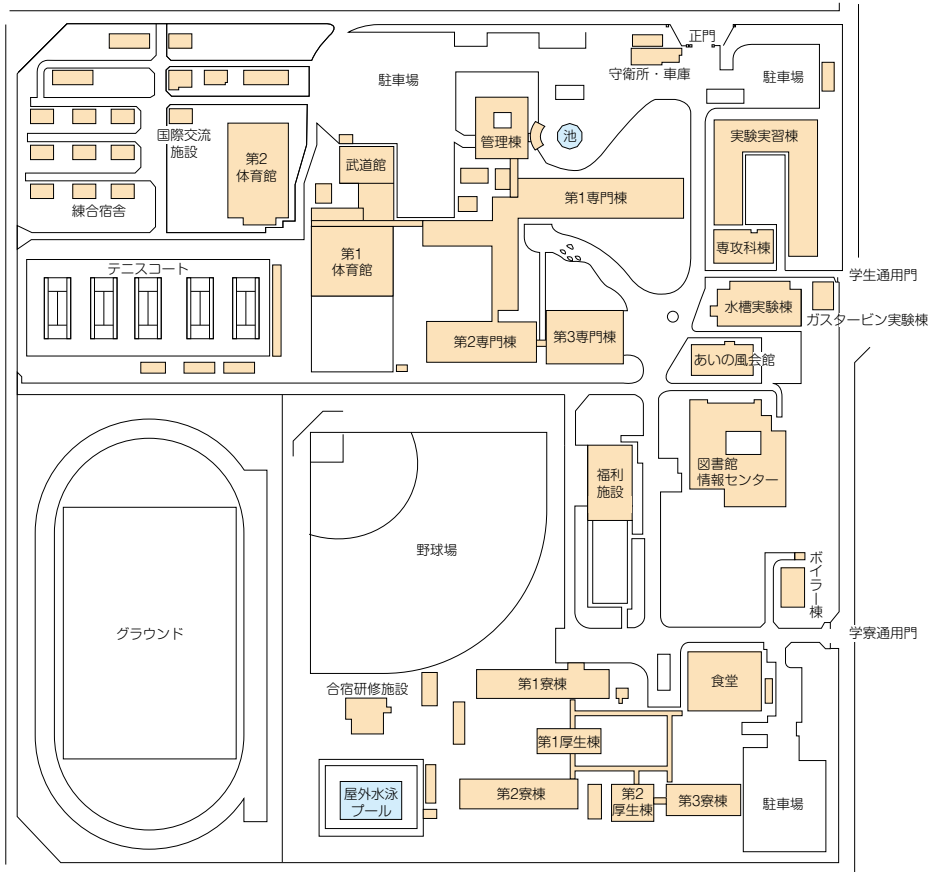 正門
守衛所・車庫
駐車場
駐車場
管理棟
池
実験実習棟
国際交流
施設
第2
体育館
武道館
第1専門棟
練合宿舎
専攻科棟
第1
体育館
テニスコート
学生通用門
水槽実験棟
ガスタービン実験棟
第2専門棟
第3専門棟
あいの風会館
図書館
情報センター
福利
施設
野球場
ボイラー棟
グラウンド
学寮通用門
合宿研修施設
第1寮棟
食堂
第1厚生棟
屋外水泳
プール
第2寮棟
第2
厚生棟
第3寮棟
駐車場